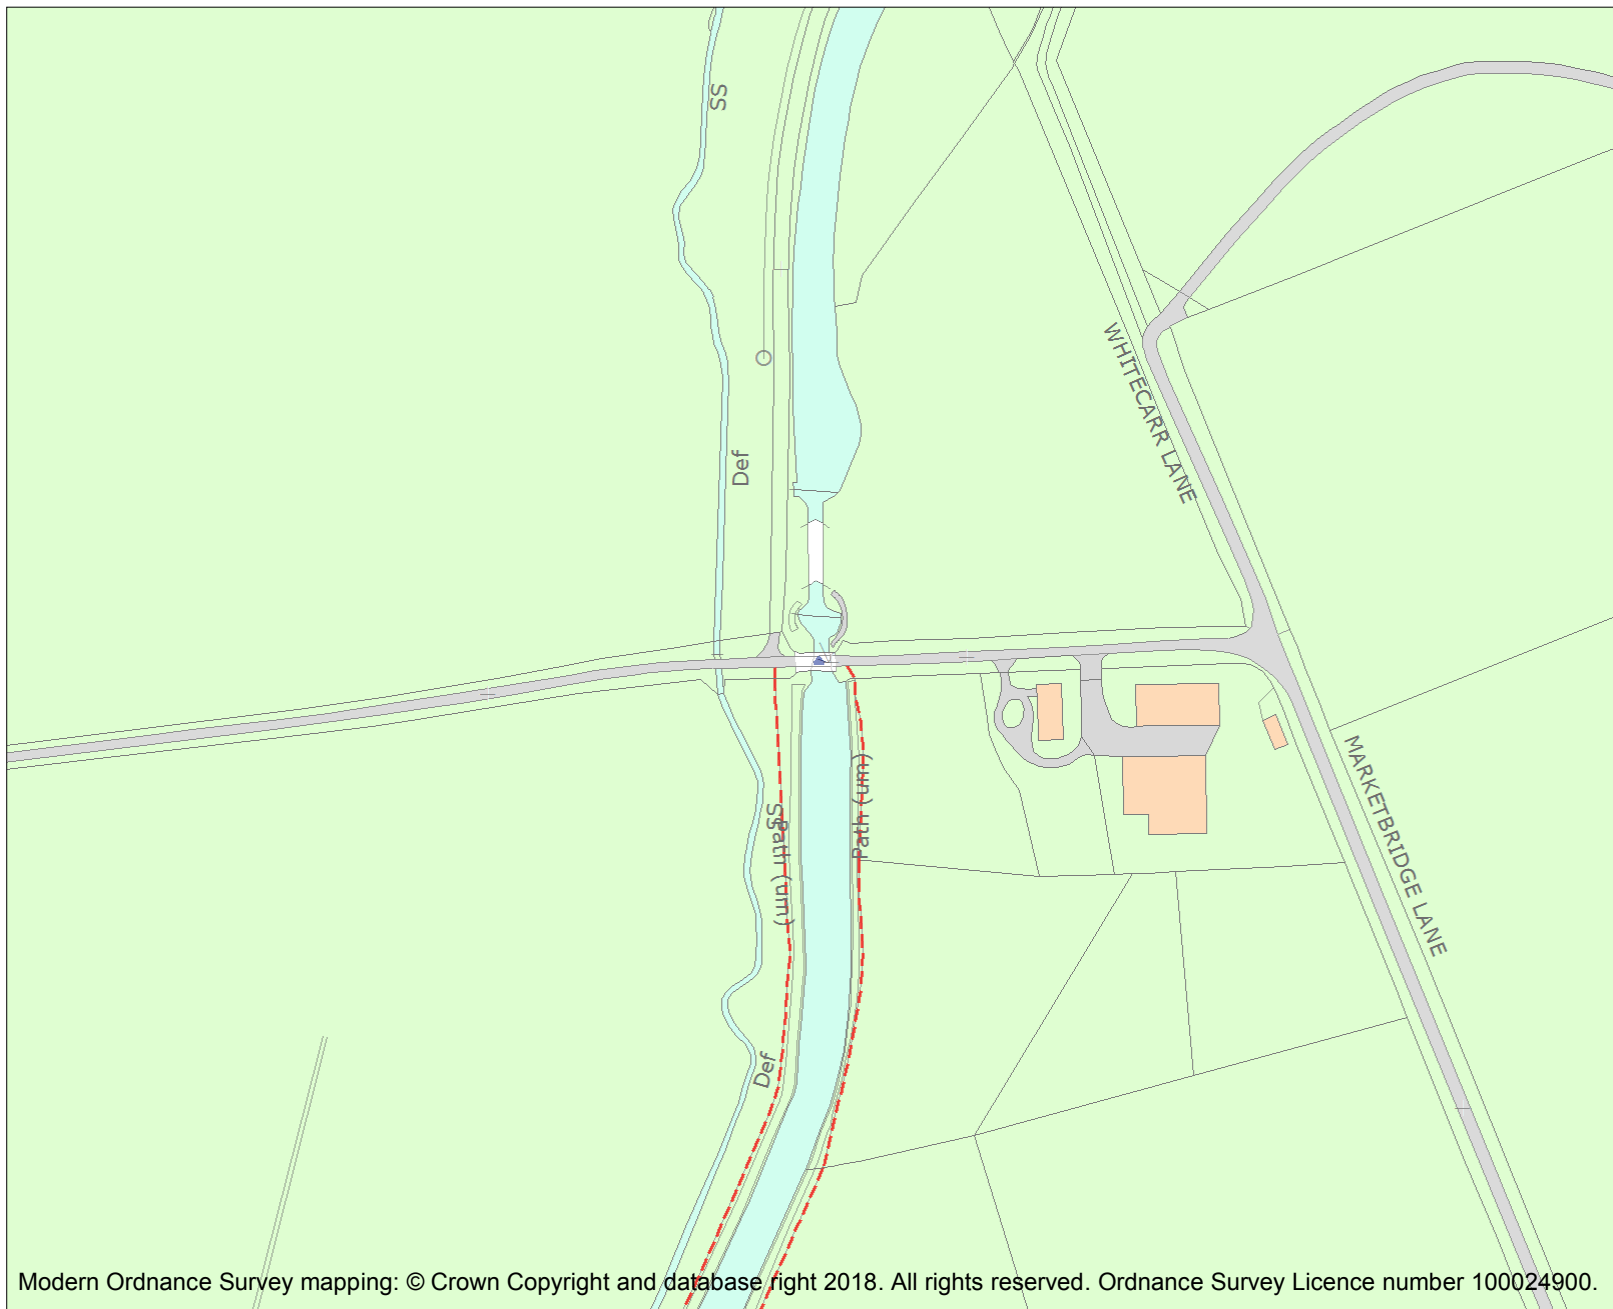 SS
WHITECARR LANE
Def
MARKETBRIDGE LANE
Path (um)
SS
Path (um)
Def
Modern Ordnance Survey mapping: © Crown Copyright and database right 2018. All rights reserved. Ordnance Survey Licence number 100024900.